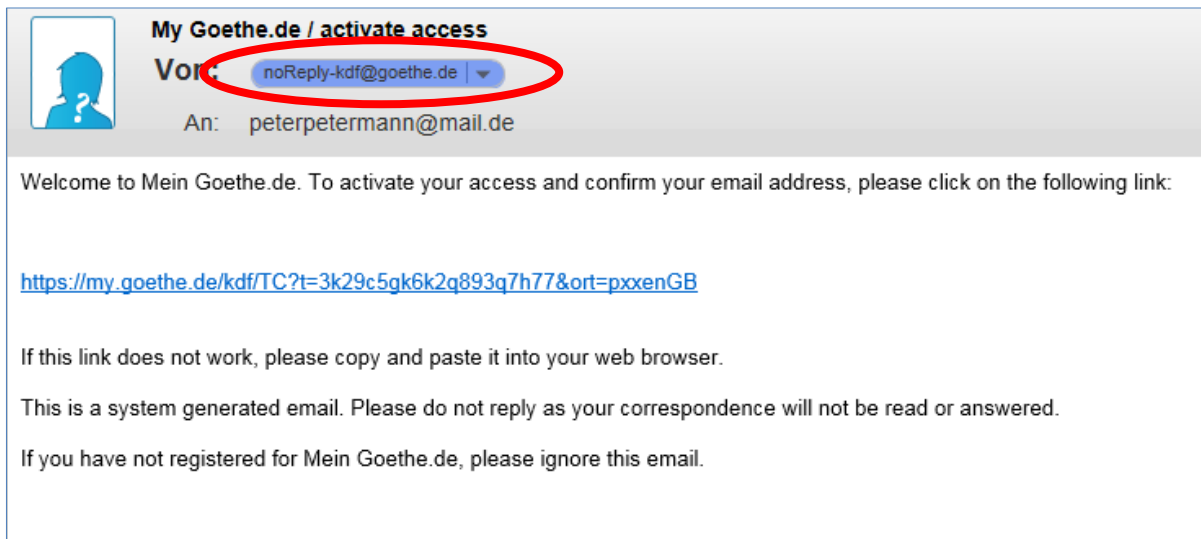 My Goethe.de / activate access
Von: noReply-kdf@goethe.de
An: peterpetermann@mail.de
Welcome to Mein Goethe.de. To activate your access and confirm your email address, please click on the following link:
https://my.goethe.de/kdf/TC?t=3k29c5gk6k2q893q7h77&ort=pxxenGB
If this link does not work, please copy and paste it into your web browser.
This is a system generated email. Please do not reply as your correspondence will not be read or answered.
If you have not registered for Mein Goethe.de, please ignore this email.